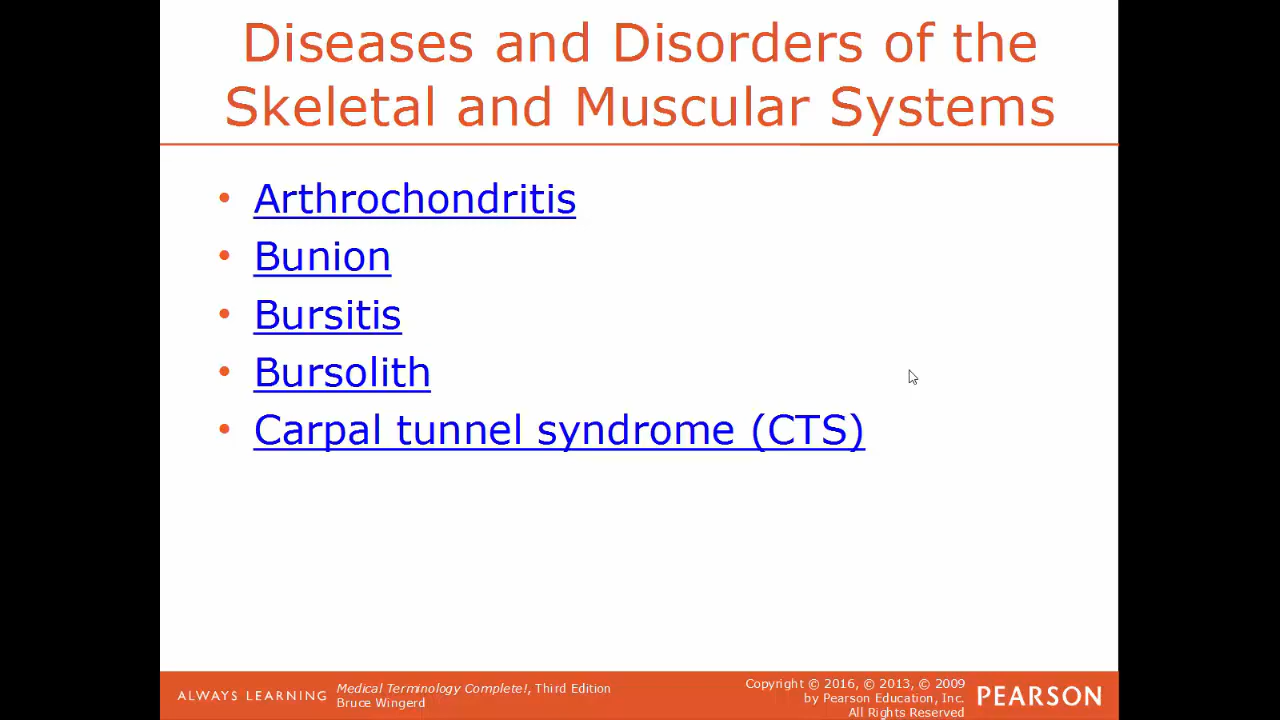 Diseases and Disorders of the
Skeletal and Muscular Systems
• Arthrochondritis
• Bunion
• Bursitis
• Bursolith
• Carpal tunnel syndrome (CTS)
ALWAYS LEARNING
Medical Terminology Complete!, Third Edition
Bruce Wingerd
Copyright © 2016, © 2013, © 2009
by Pearson Education, Inc.
All Rights Reserved
PEARSON